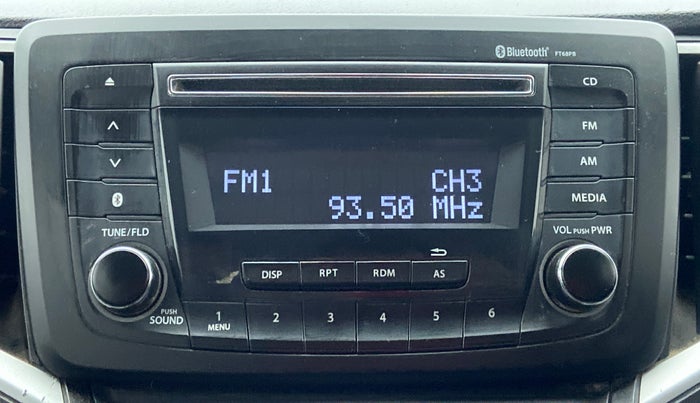 Bluetooth® FT68PB
CD
FM
FM1 CH3
AM
93.50 MHz
MEDIA
TUNE/FLD
VOL PUSH PWR
DISP RPT RDM AS
PUSH
SOUND
1 2 3 4 5 6
MENU